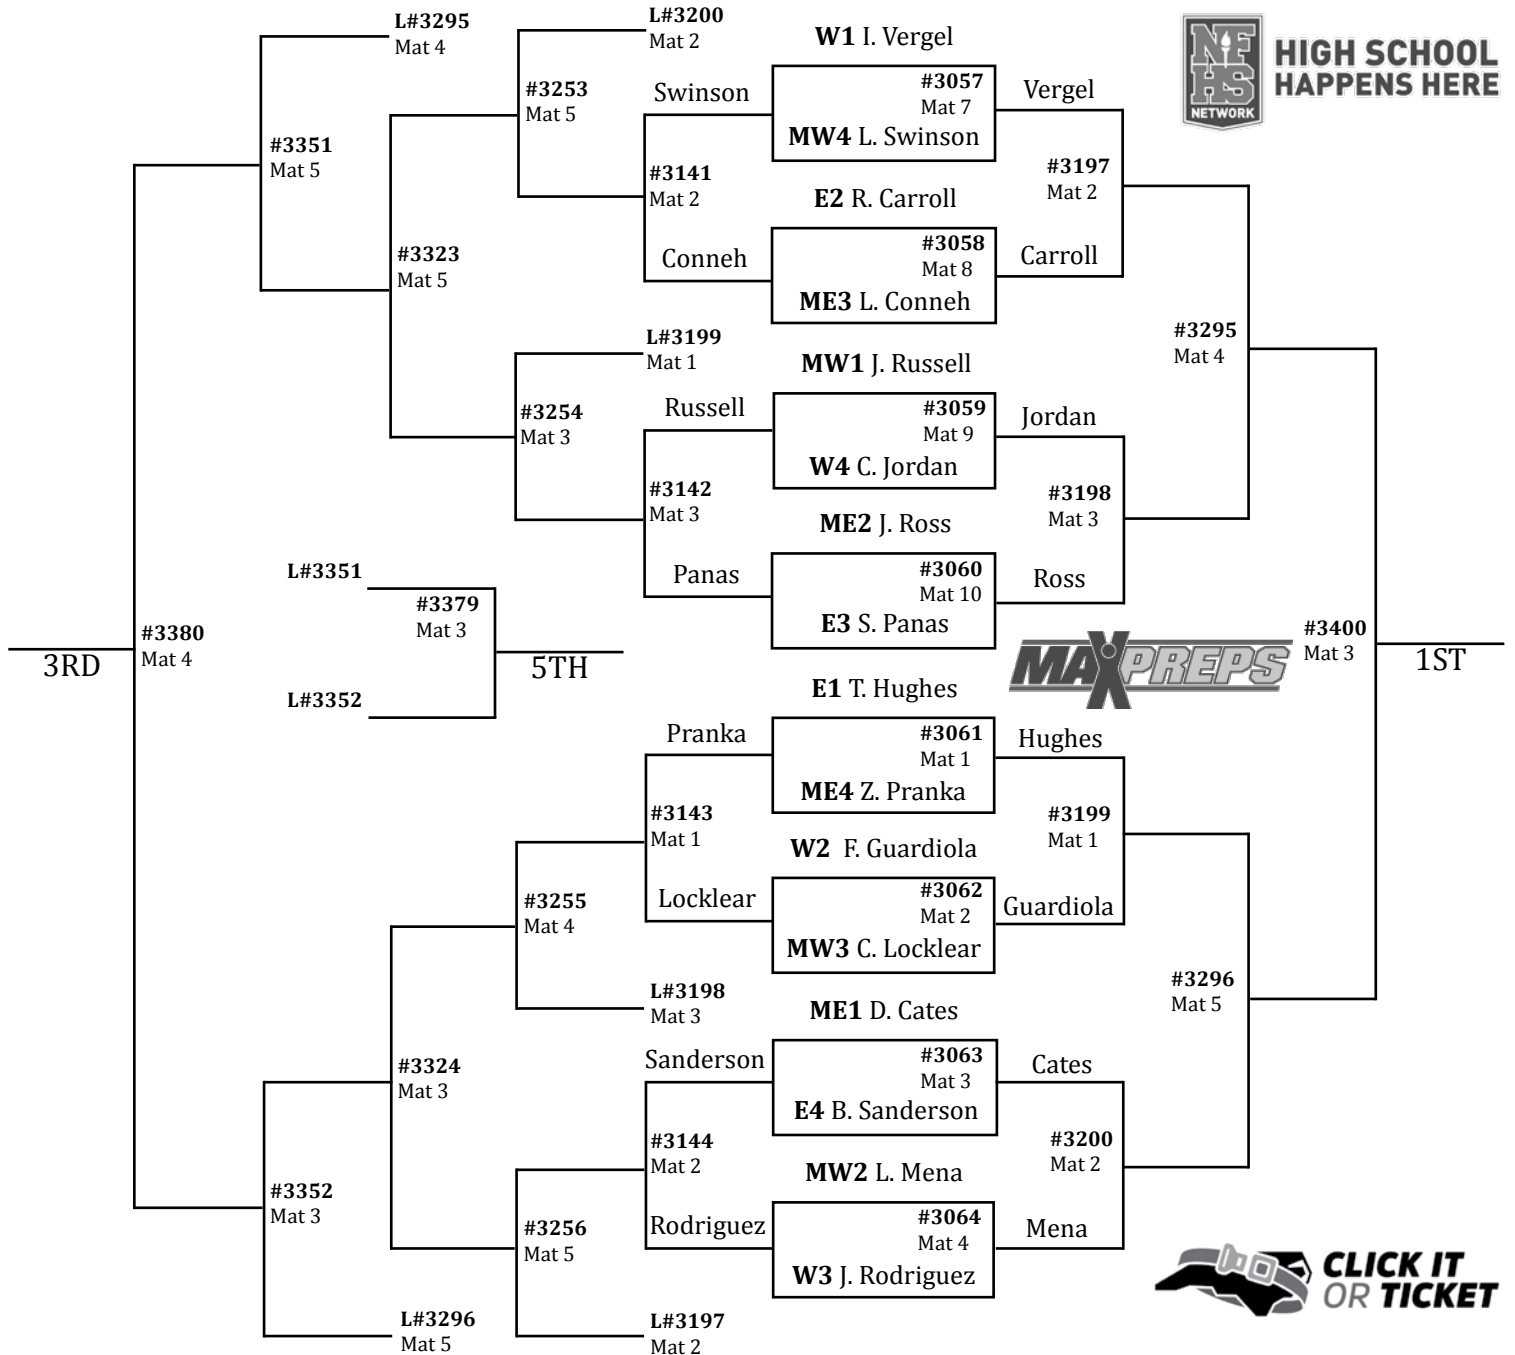 L#3295
Mat 4
L#3200
Mat 2
W1 I. Vergel
NFHS
NETWORK
HIGH SCHOOL
HAPPENS HERE
#3253
Mat 5
Swinson
#3057
Mat 7
Vergel
MW4 L. Swinson
#3351
Mat 5
#3141
Mat 2
#3197
Mat 2
E2 R. Carroll
#3323
Mat 5
Conneh
#3058
Mat 8
Carroll
ME3 L. Conneh
L#3199
Mat 1
MW1 J. Russell
#3295
Mat 4
#3254
Mat 3
Russell
#3059
Mat 9
Jordan
W4 C. Jordan
#3142
Mat 3
#3198
Mat 3
ME2 J. Ross
L#3351
Panas
#3060
Mat 10
Ross
E3 S. Panas
#3379
Mat 3
#3380
Mat 4
3RD
5TH
MAXPREPS
#3400
Mat 3
1ST
L#3352
E1 T. Hughes
Pranka
#3061
Mat 1
Hughes
ME4 Z. Pranka
#3143
Mat 1
#3199
Mat 1
W2 F. Guardiola
#3255
Mat 4
Locklear
#3062
Mat 2
Guardiola
MW3 C. Locklear
L#3198
Mat 3
ME1 D. Cates
#3296
Mat 5
#3324
Mat 3
Sanderson
#3063
Mat 3
Cates
E4 B. Sanderson
#3144
Mat 2
#3200
Mat 2
MW2 L. Mena
#3352
Mat 3
#3256
Mat 5
Rodriguez
#3064
Mat 4
Mena
W3 J. Rodriguez
CLICK IT
OR TICKET
L#3296
Mat 5
L#3197
Mat 2